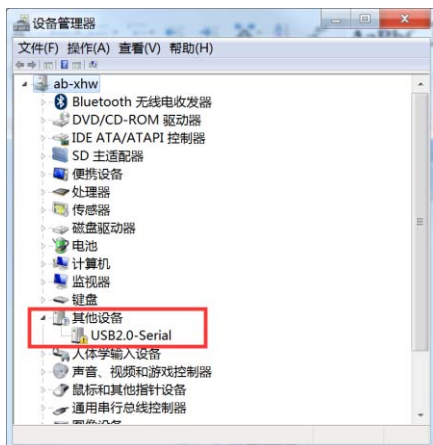 设备管理器
文件(F) 操作(A) 查看(V) 帮助(H)
ab-xhw
Bluetooth 无线电收发器
DVD/CD-ROM 驱动器
IDE ATA/ATAPI 控制器
SD 主适配器
便携设备
处理器
传感器
磁盘驱动器
电池
计算机
监视器
键盘
其他设备
USB2.0-Serial
人体学输入设备
声音、视频和游戏控制器
鼠标和其他指针设备
通用串行总线控制器